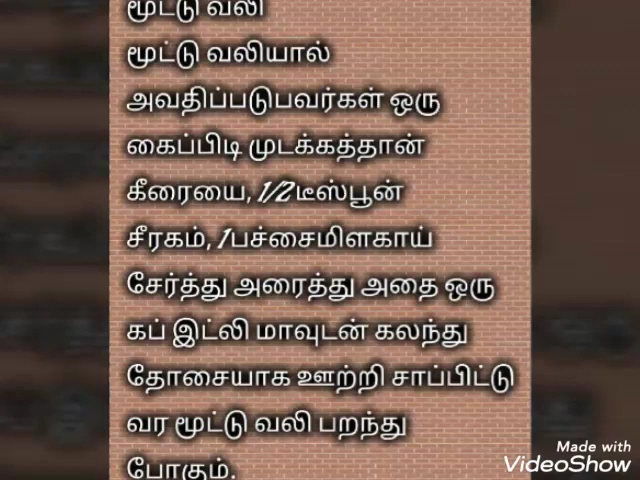 மூட்டு வலி
மூட்டு வலியால்
அவதிப்படுபவர்கள் ஒரு
கைப்பிடி முடக்கத்தான்
கீரையை, 1/2டீஸ்பூன்
சீரகம், 1பச்சைமிளகாய்
சேர்த்து அரைத்து அதை ஒரு
கப் இட்லி மாவுடன் கலந்து
தோசையாக ஊற்றி சாப்பிட்டு
வர மூட்டு வலி பறந்து
போகும்.
Made with
VideoShow